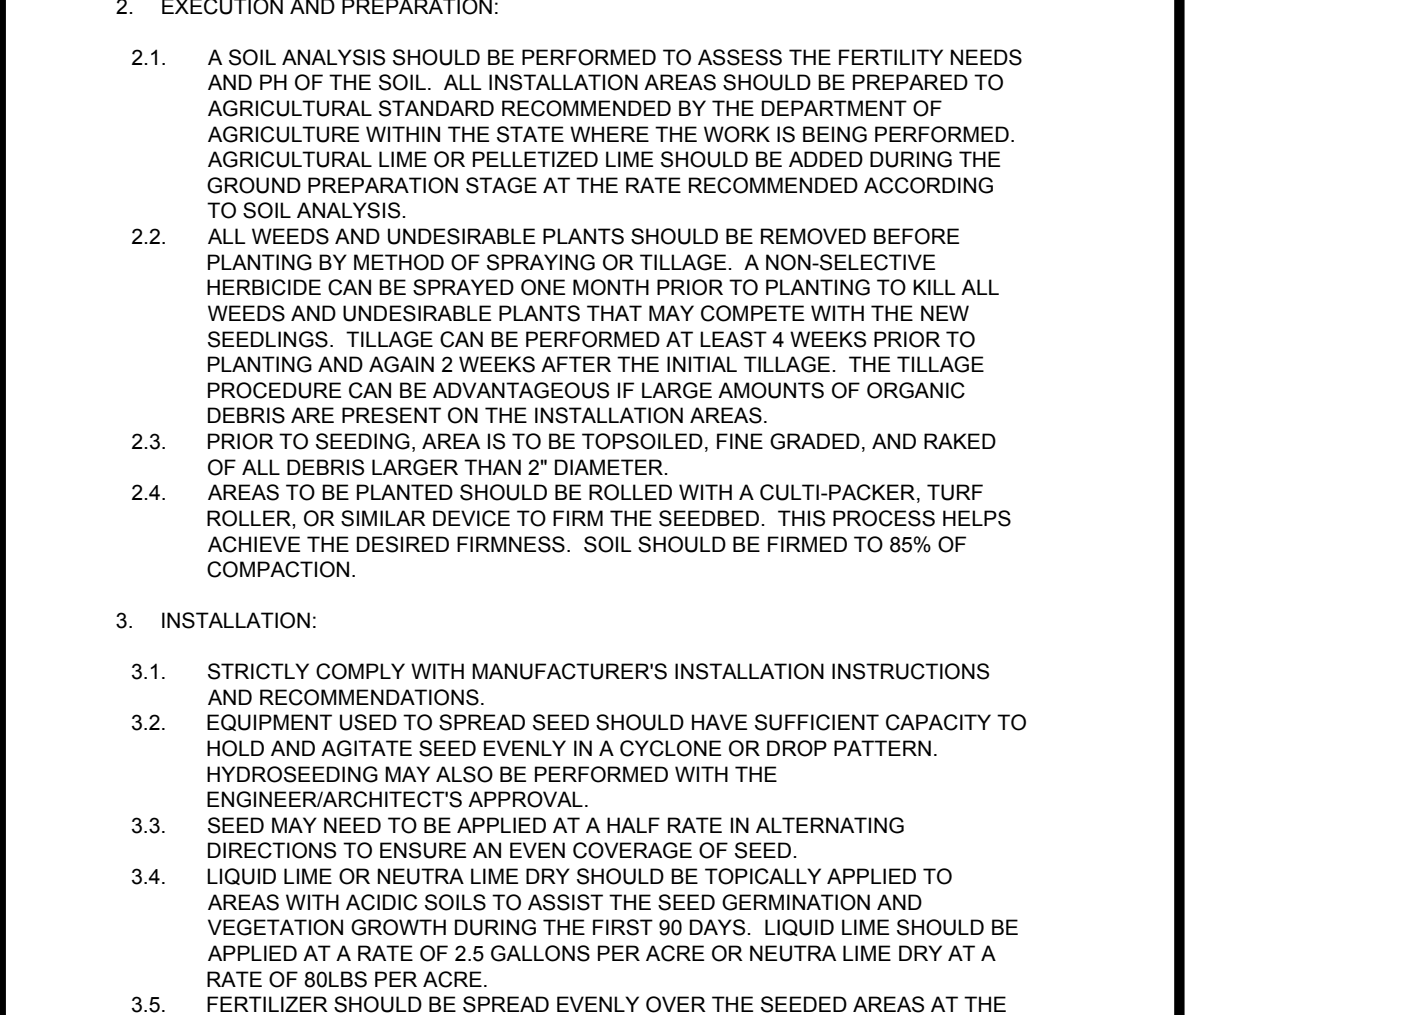 2. EXECUTION AND PREPARATION:
2.1. A SOIL ANALYSIS SHOULD BE PERFORMED TO ASSESS THE FERTILITY NEEDS
AND PH OF THE SOIL. ALL INSTALLATION AREAS SHOULD BE PREPARED TO
AGRICULTURAL STANDARD RECOMMENDED BY THE DEPARTMENT OF
AGRICULTURE WITHIN THE STATE WHERE THE WORK IS BEING PERFORMED.
AGRICULTURAL LIME OR PELLETIZED LIME SHOULD BE ADDED DURING THE
GROUND PREPARATION STAGE AT THE RATE RECOMMENDED ACCORDING
TO SOIL ANALYSIS.
2.2. ALL WEEDS AND UNDESIRABLE PLANTS SHOULD BE REMOVED BEFORE
PLANTING BY METHOD OF SPRAYING OR TILLAGE. A NON-SELECTIVE
HERBICIDE CAN BE SPRAYED ONE MONTH PRIOR TO PLANTING TO KILL ALL
WEEDS AND UNDESIRABLE PLANTS THAT MAY COMPETE WITH THE NEW
SEEDLINGS. TILLAGE CAN BE PERFORMED AT LEAST 4 WEEKS PRIOR TO
PLANTING AND AGAIN 2 WEEKS AFTER THE INITIAL TILLAGE. THE TILLAGE
PROCEDURE CAN BE ADVANTAGEOUS IF LARGE AMOUNTS OF ORGANIC
DEBRIS ARE PRESENT ON THE INSTALLATION AREAS.
2.3. PRIOR TO SEEDING, AREA IS TO BE TOPSOILED, FINE GRADED, AND RAKED
OF ALL DEBRIS LARGER THAN 2" DIAMETER.
2.4. AREAS TO BE PLANTED SHOULD BE ROLLED WITH A CULTI-PACKER, TURF
ROLLER, OR SIMILAR DEVICE TO FIRM THE SEEDBED. THIS PROCESS HELPS
ACHIEVE THE DESIRED FIRMNESS. SOIL SHOULD BE FIRMED TO 85% OF
COMPACTION.
3. INSTALLATION:
3.1. STRICTLY COMPLY WITH MANUFACTURER'S INSTALLATION INSTRUCTIONS
AND RECOMMENDATIONS.
3.2. EQUIPMENT USED TO SPREAD SEED SHOULD HAVE SUFFICIENT CAPACITY TO
HOLD AND AGITATE SEED EVENLY IN A CYCLONE OR DROP PATTERN.
HYDROSEEDING MAY ALSO BE PERFORMED WITH THE
ENGINEER/ARCHITECT'S APPROVAL.
3.3. SEED MAY NEED TO BE APPLIED AT A HALF RATE IN ALTERNATING
DIRECTIONS TO ENSURE AN EVEN COVERAGE OF SEED.
3.4. LIQUID LIME OR NEUTRA LIME DRY SHOULD BE TOPICALLY APPLIED TO
AREAS WITH ACIDIC SOILS TO ASSIST THE SEED GERMINATION AND
VEGETATION GROWTH DURING THE FIRST 90 DAYS. LIQUID LIME SHOULD BE
APPLIED AT A RATE OF 2.5 GALLONS PER ACRE OR NEUTRA LIME DRY AT A
RATE OF 80LBS PER ACRE.
3.5. FERTILIZER SHOULD BE SPREAD EVENLY OVER THE SEEDED AREAS AT THE